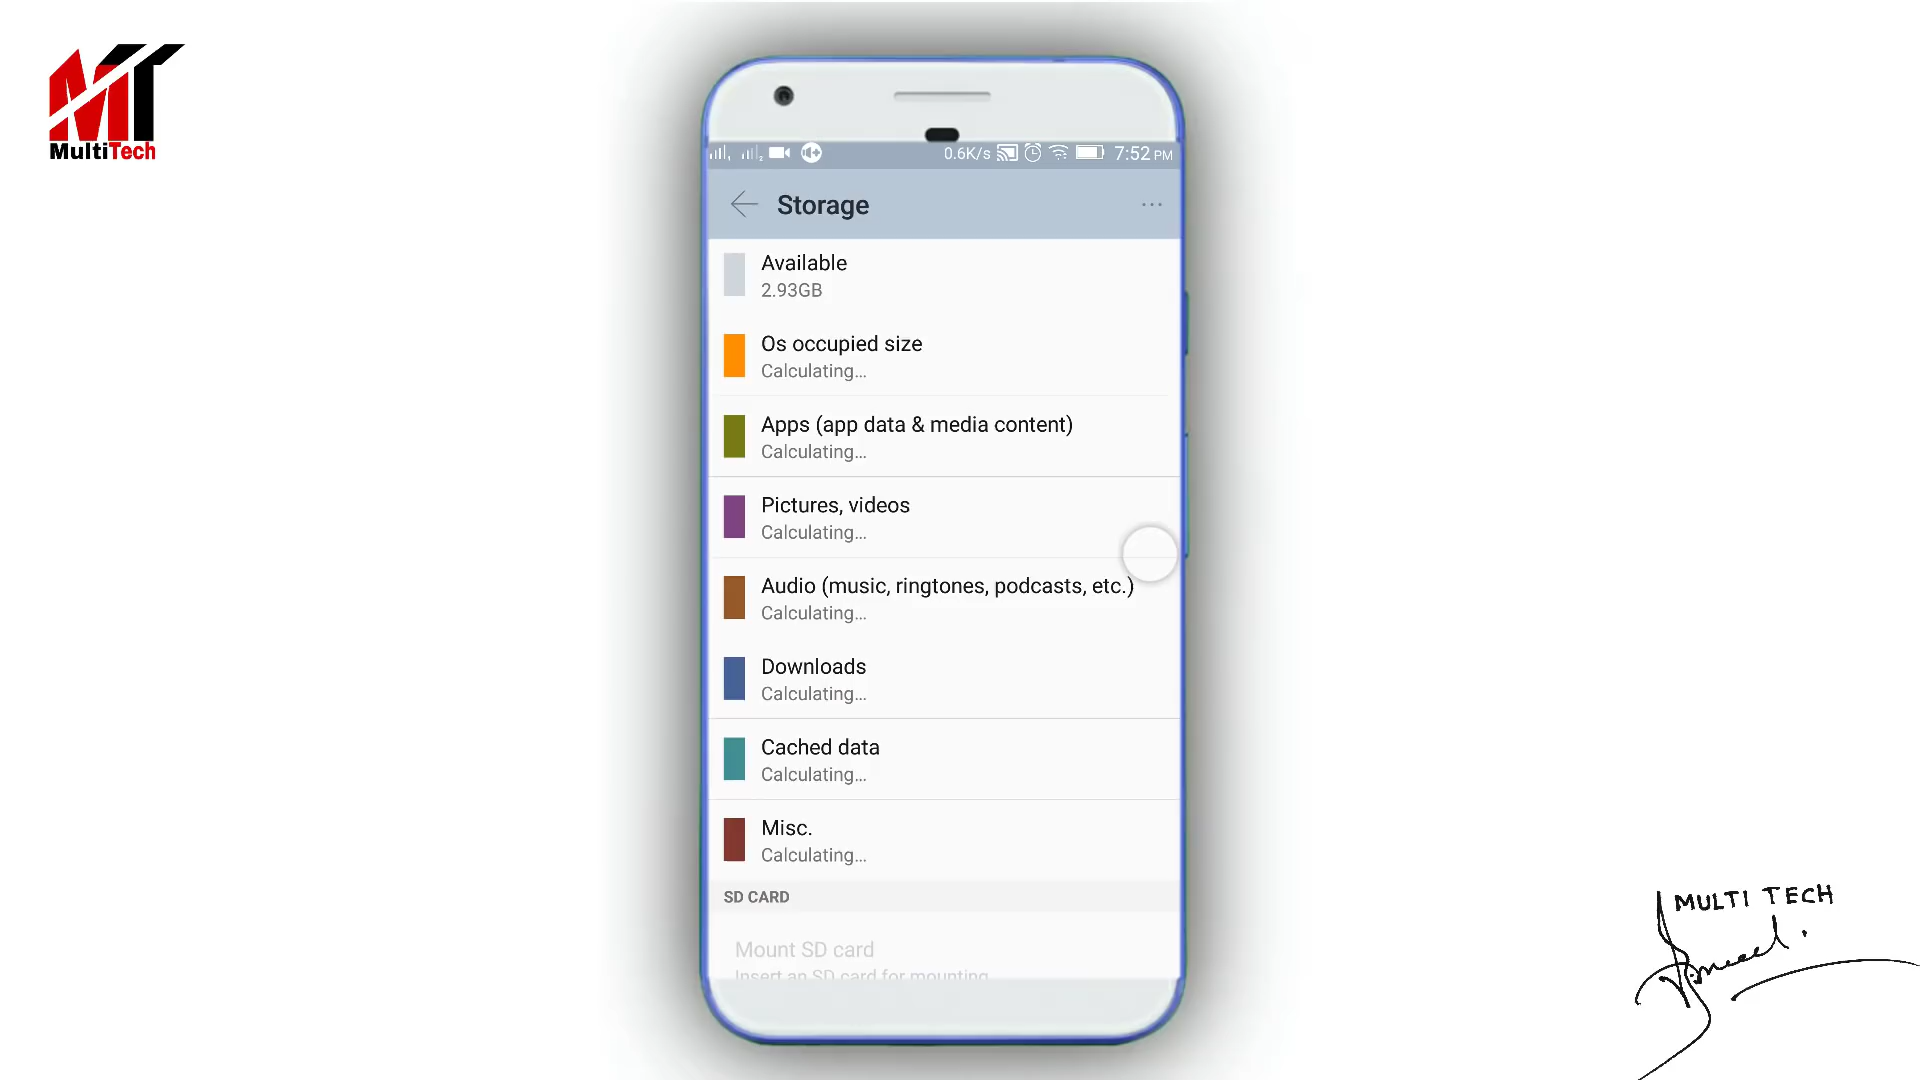 MT
MultiTech
0.6K/s 7:52 PM
Storage
Available
2.93GB
Os occupied size
Calculating...
Apps (app data & media content)
Calculating...
Pictures, videos
Calculating...
Audio (music, ringtones, podcasts, etc.)
Calculating...
Downloads
Calculating...
Cached data
Calculating...
Misc.
Calculating...
SD CARD
Mount SD card
Insert an SD card for mounting
MULTI TECH